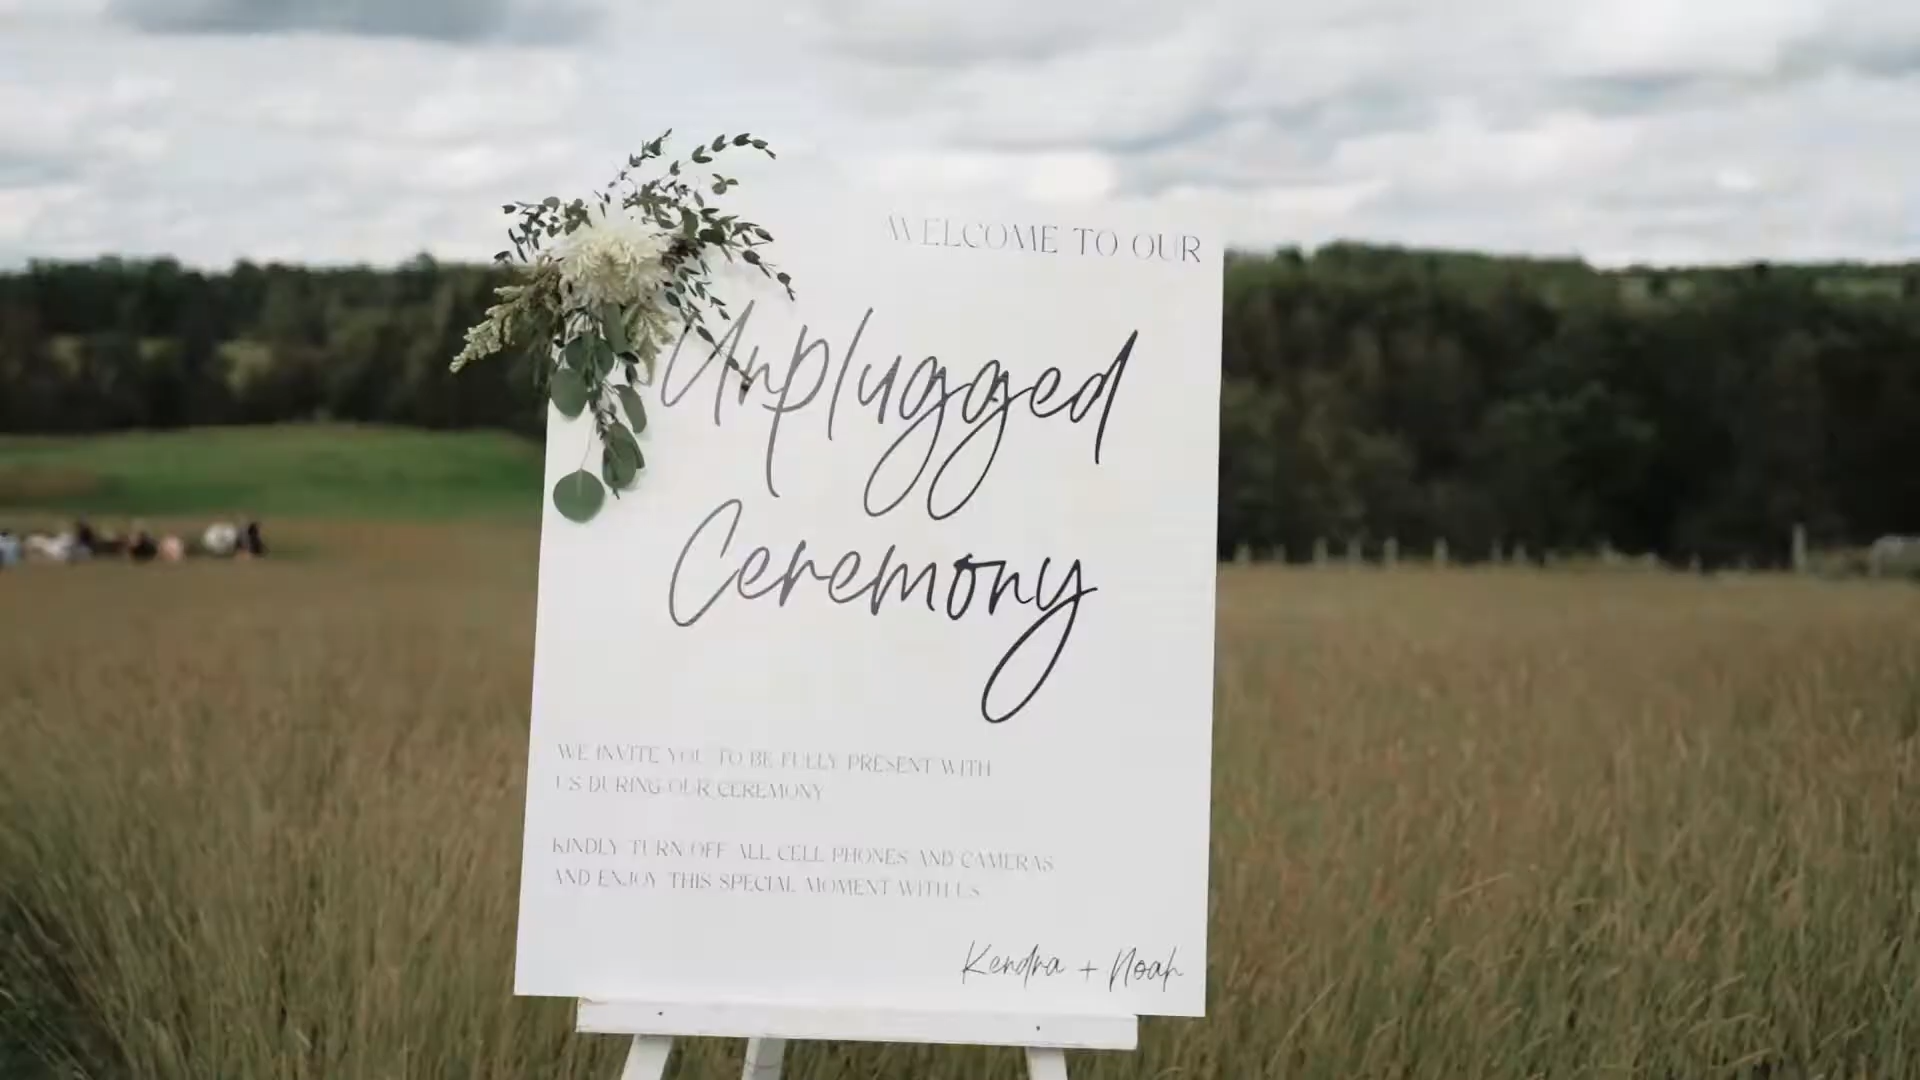 WELCOME TO OUR
Unplugged
Ceremony
WE INVITE YOU TO BE FULLY PRESENT WITH
US DURING OUR CEREMONY
KINDLY TURN OFF ALL CELL PHONES AND CAMERAS
AND ENJOY THIS SPECIAL MOMENT WITH US
Kendra + Noah